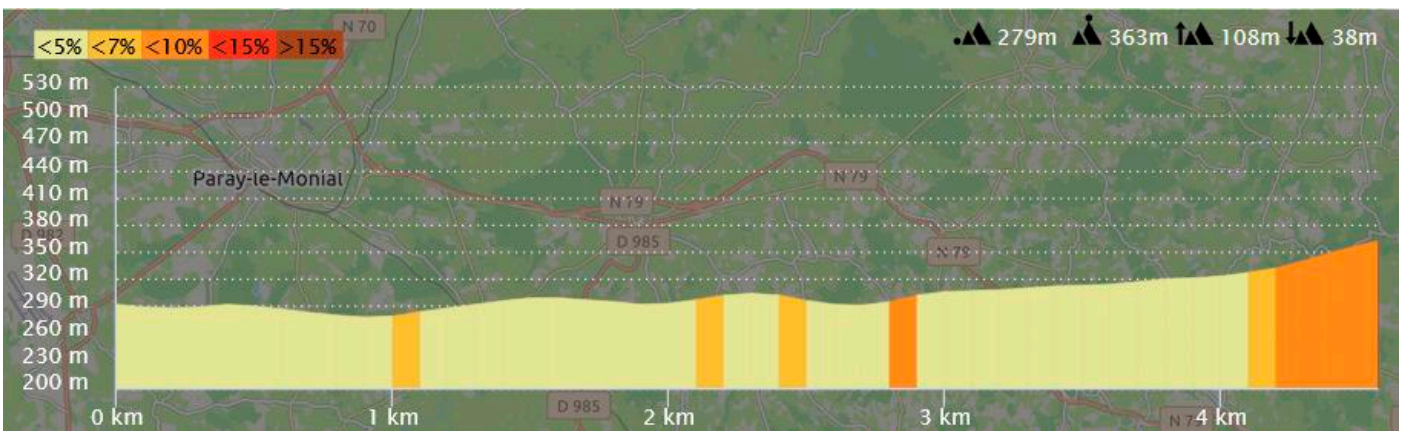 N 70
<5% <7% <10% <15% >15%
279m 363m 108m 38m
530 m
500 m
470 m
440 m
410 m
380 m
350 m
320 m
290 m
260 m
230 m
200 m
Paray-le-Monial
N 79
N 79
D 985
D 982
N 79
D 985
N 79
0 km 1 km 2 km 3 km 4 km